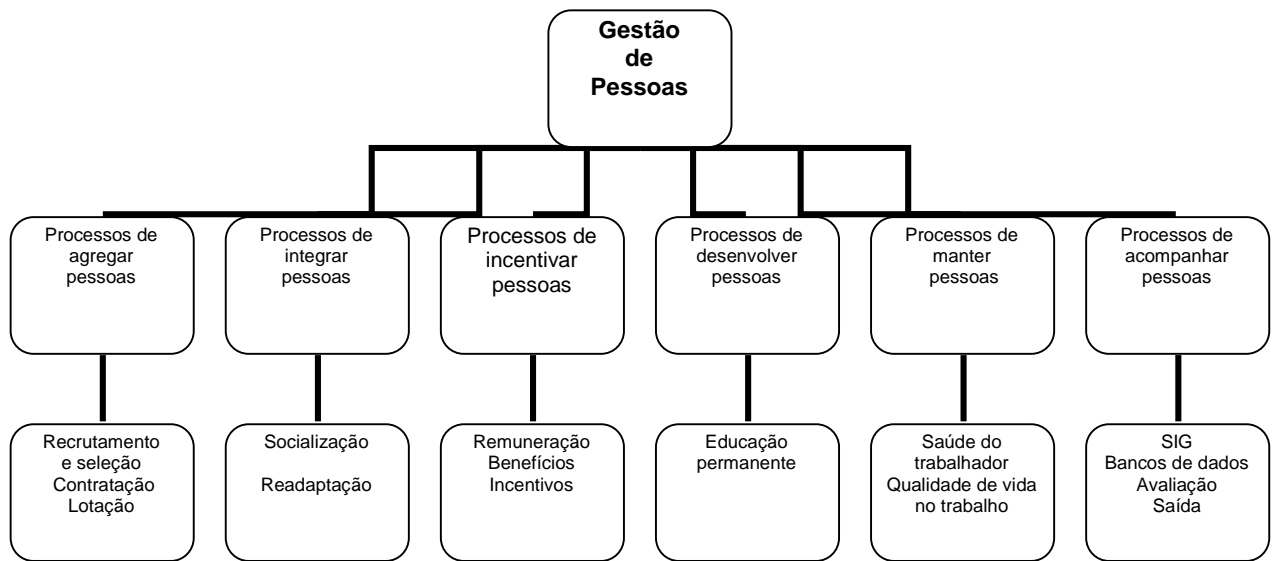 Gestão
de
Pessoas
Processos de
agregar
pessoas
Processos de
integrar
pessoas
Processos de
incentivar
pessoas
Processos de
desenvolver
pessoas
Processos de
manter
pessoas
Processos de
acompanhar
pessoas
Recrutamento
e seleção
Contratação
Lotação
Socialização
Readaptação
Remuneração
Benefícios
Incentivos
Educação
permanente
Saúde do
trabalhador
Qualidade de vida
no trabalho
SIG
Bancos de dados
Avaliação
Saída